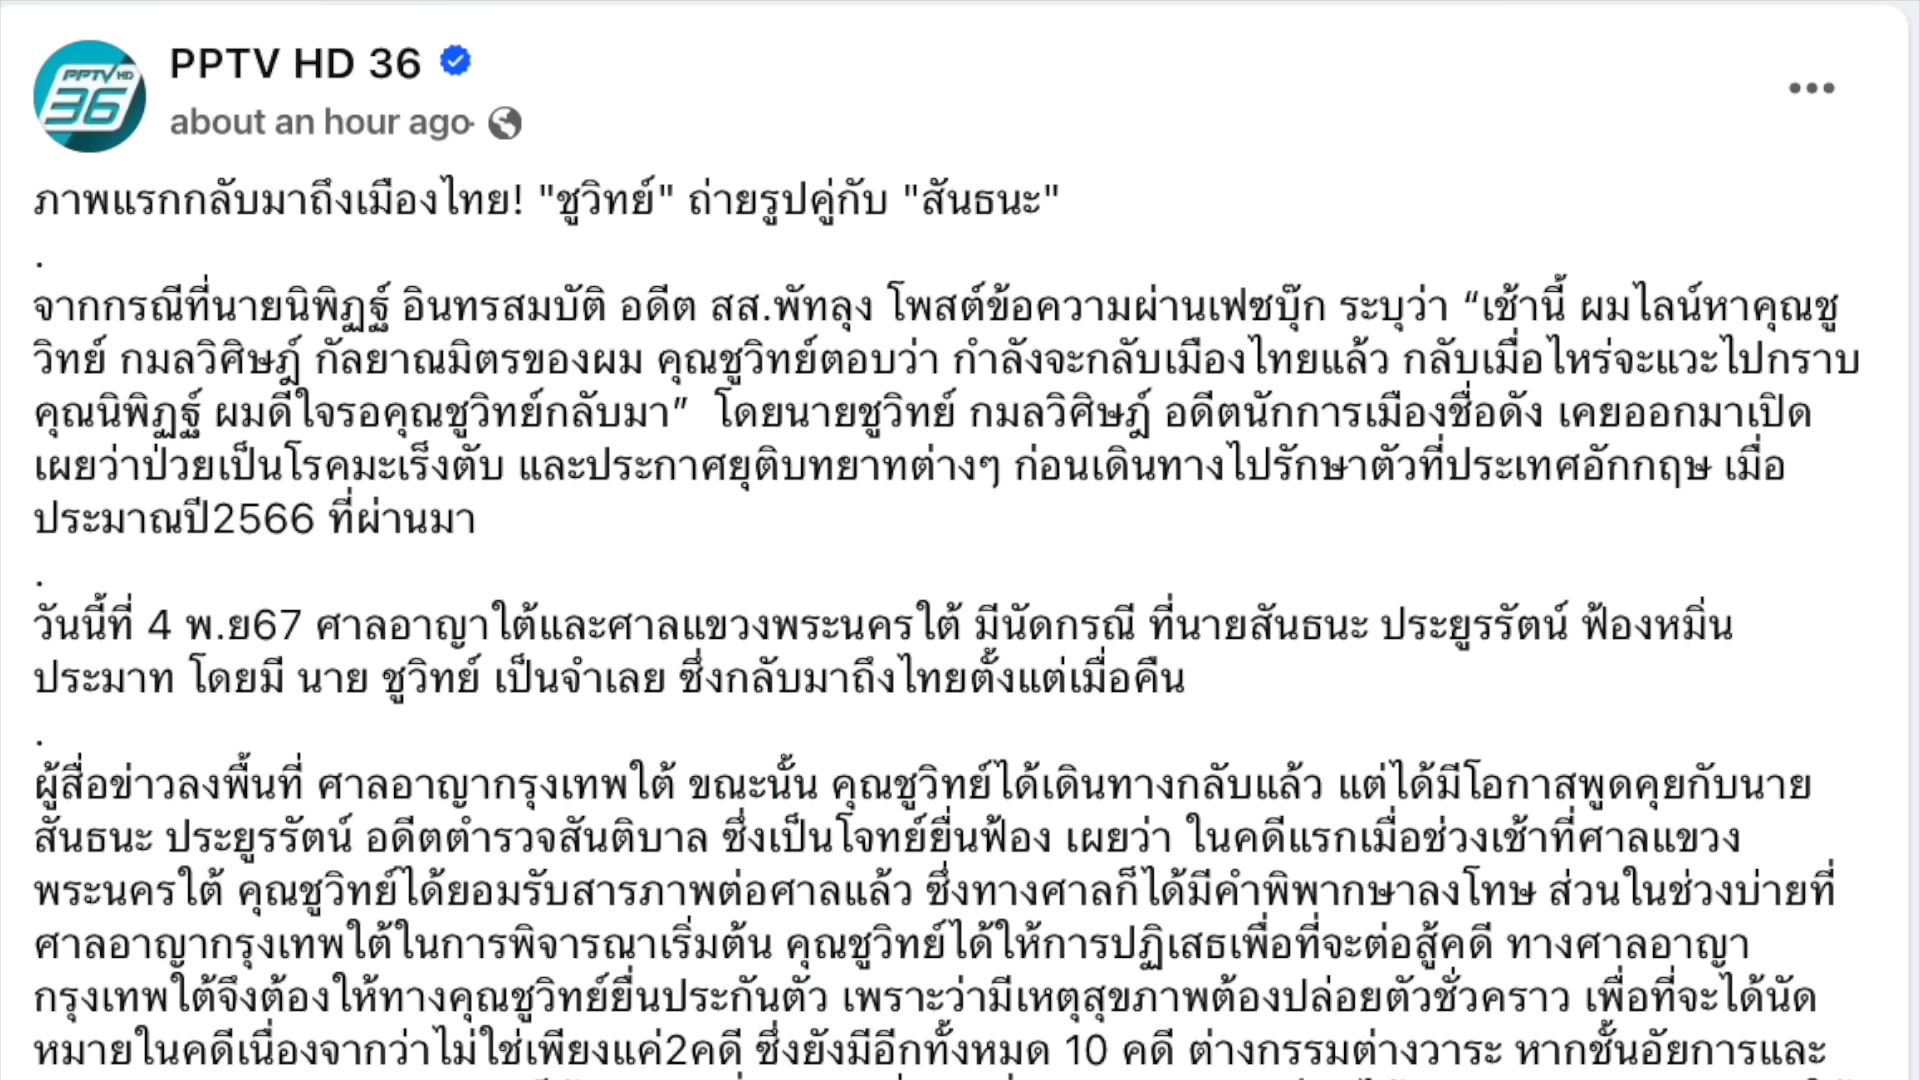 PPTV HD 36
about an hour ago·
PPTV HD
36
ภาพแรกกลับมาถึงเมืองไทย! "ชูวิทย์" ถ่ายรูปคู่กับ "สันธนะ"
.
จากกรณีที่นายนิพิฏฐ์ อินทรสมบัติ อดีต สส.พัทลุง โพสต์ข้อความผ่านเฟซบุ๊ก ระบุว่า “เช้านี้ ผมไลน์หาคุณชู
วิทย์ กมลวิศิษฎ์ กัลยาณมิตรของผม คุณชูวิทย์ตอบว่า กำลังจะกลับเมืองไทยแล้ว กลับเมื่อไหร่จะแวะไปกราบ
คุณนิพิฏฐ์ ผมดีใจรอคุณชูวิทย์กลับมา”  โดยนายชูวิทย์ กมลวิศิษฎ์ อดีตนักการเมืองชื่อดัง เคยออกมาเปิด
เผยว่าป่วยเป็นโรคมะเร็งตับ และประกาศยุติบทยาทต่างๆ ก่อนเดินทางไปรักษาตัวที่ประเทศอักกฤษ เมื่อ
ประมาณปี2566 ที่ผ่านมา
.
วันนี้ที่ 4 พ.ย67 ศาลอาญาใต้และศาลแขวงพระนครใต้ มีนัดกรณี ที่นายสันธนะ ประยูรรัตน์ ฟ้องหมิ่น
ประมาท โดยมี นาย ชูวิทย์ เป็นจำเลย ซึ่งกลับมาถึงไทยตั้งแต่เมื่อคืน
.
ผู้สื่อข่าวลงพื้นที่ ศาลอาญากรุงเทพใต้ ขณะนั้น คุณชูวิทย์ได้เดินทางกลับแล้ว แต่ได้มีโอกาสพูดคุยกับนาย
สันธนะ ประยูรรัตน์ อดีตตำรวจสันติบาล ซึ่งเป็นโจทย์ยื่นฟ้อง เผยว่า ในคดีแรกเมื่อช่วงเช้าที่ศาลแขวง
พระนครใต้ คุณชูวิทย์ได้ยอมรับสารภาพต่อศาลแล้ว ซึ่งทางศาลก็ได้มีคำพิพากษาลงโทษ ส่วนในช่วงบ่ายที่
ศาลอาญากรุงเทพใต้ในการพิจารณาเริ่มต้น คุณชูวิทย์ได้ให้การปฏิเสธเพื่อที่จะต่อสู้คดี ทางศาลอาญา
กรุงเทพใต้จึงต้องให้ทางคุณชูวิทย์ยื่นประกันตัว เพราะว่ามีเหตุสุขภาพต้องปล่อยตัวชั่วคราว เพื่อที่จะได้นัด
หมายในคดีเนื่องจากว่าไม่ใช่เพียงแค่2คดี ซึ่งยังมีอีกทั้งหมด 10 คดี ต่างกรรมต่างวาระ หากชั้นอัยการและ